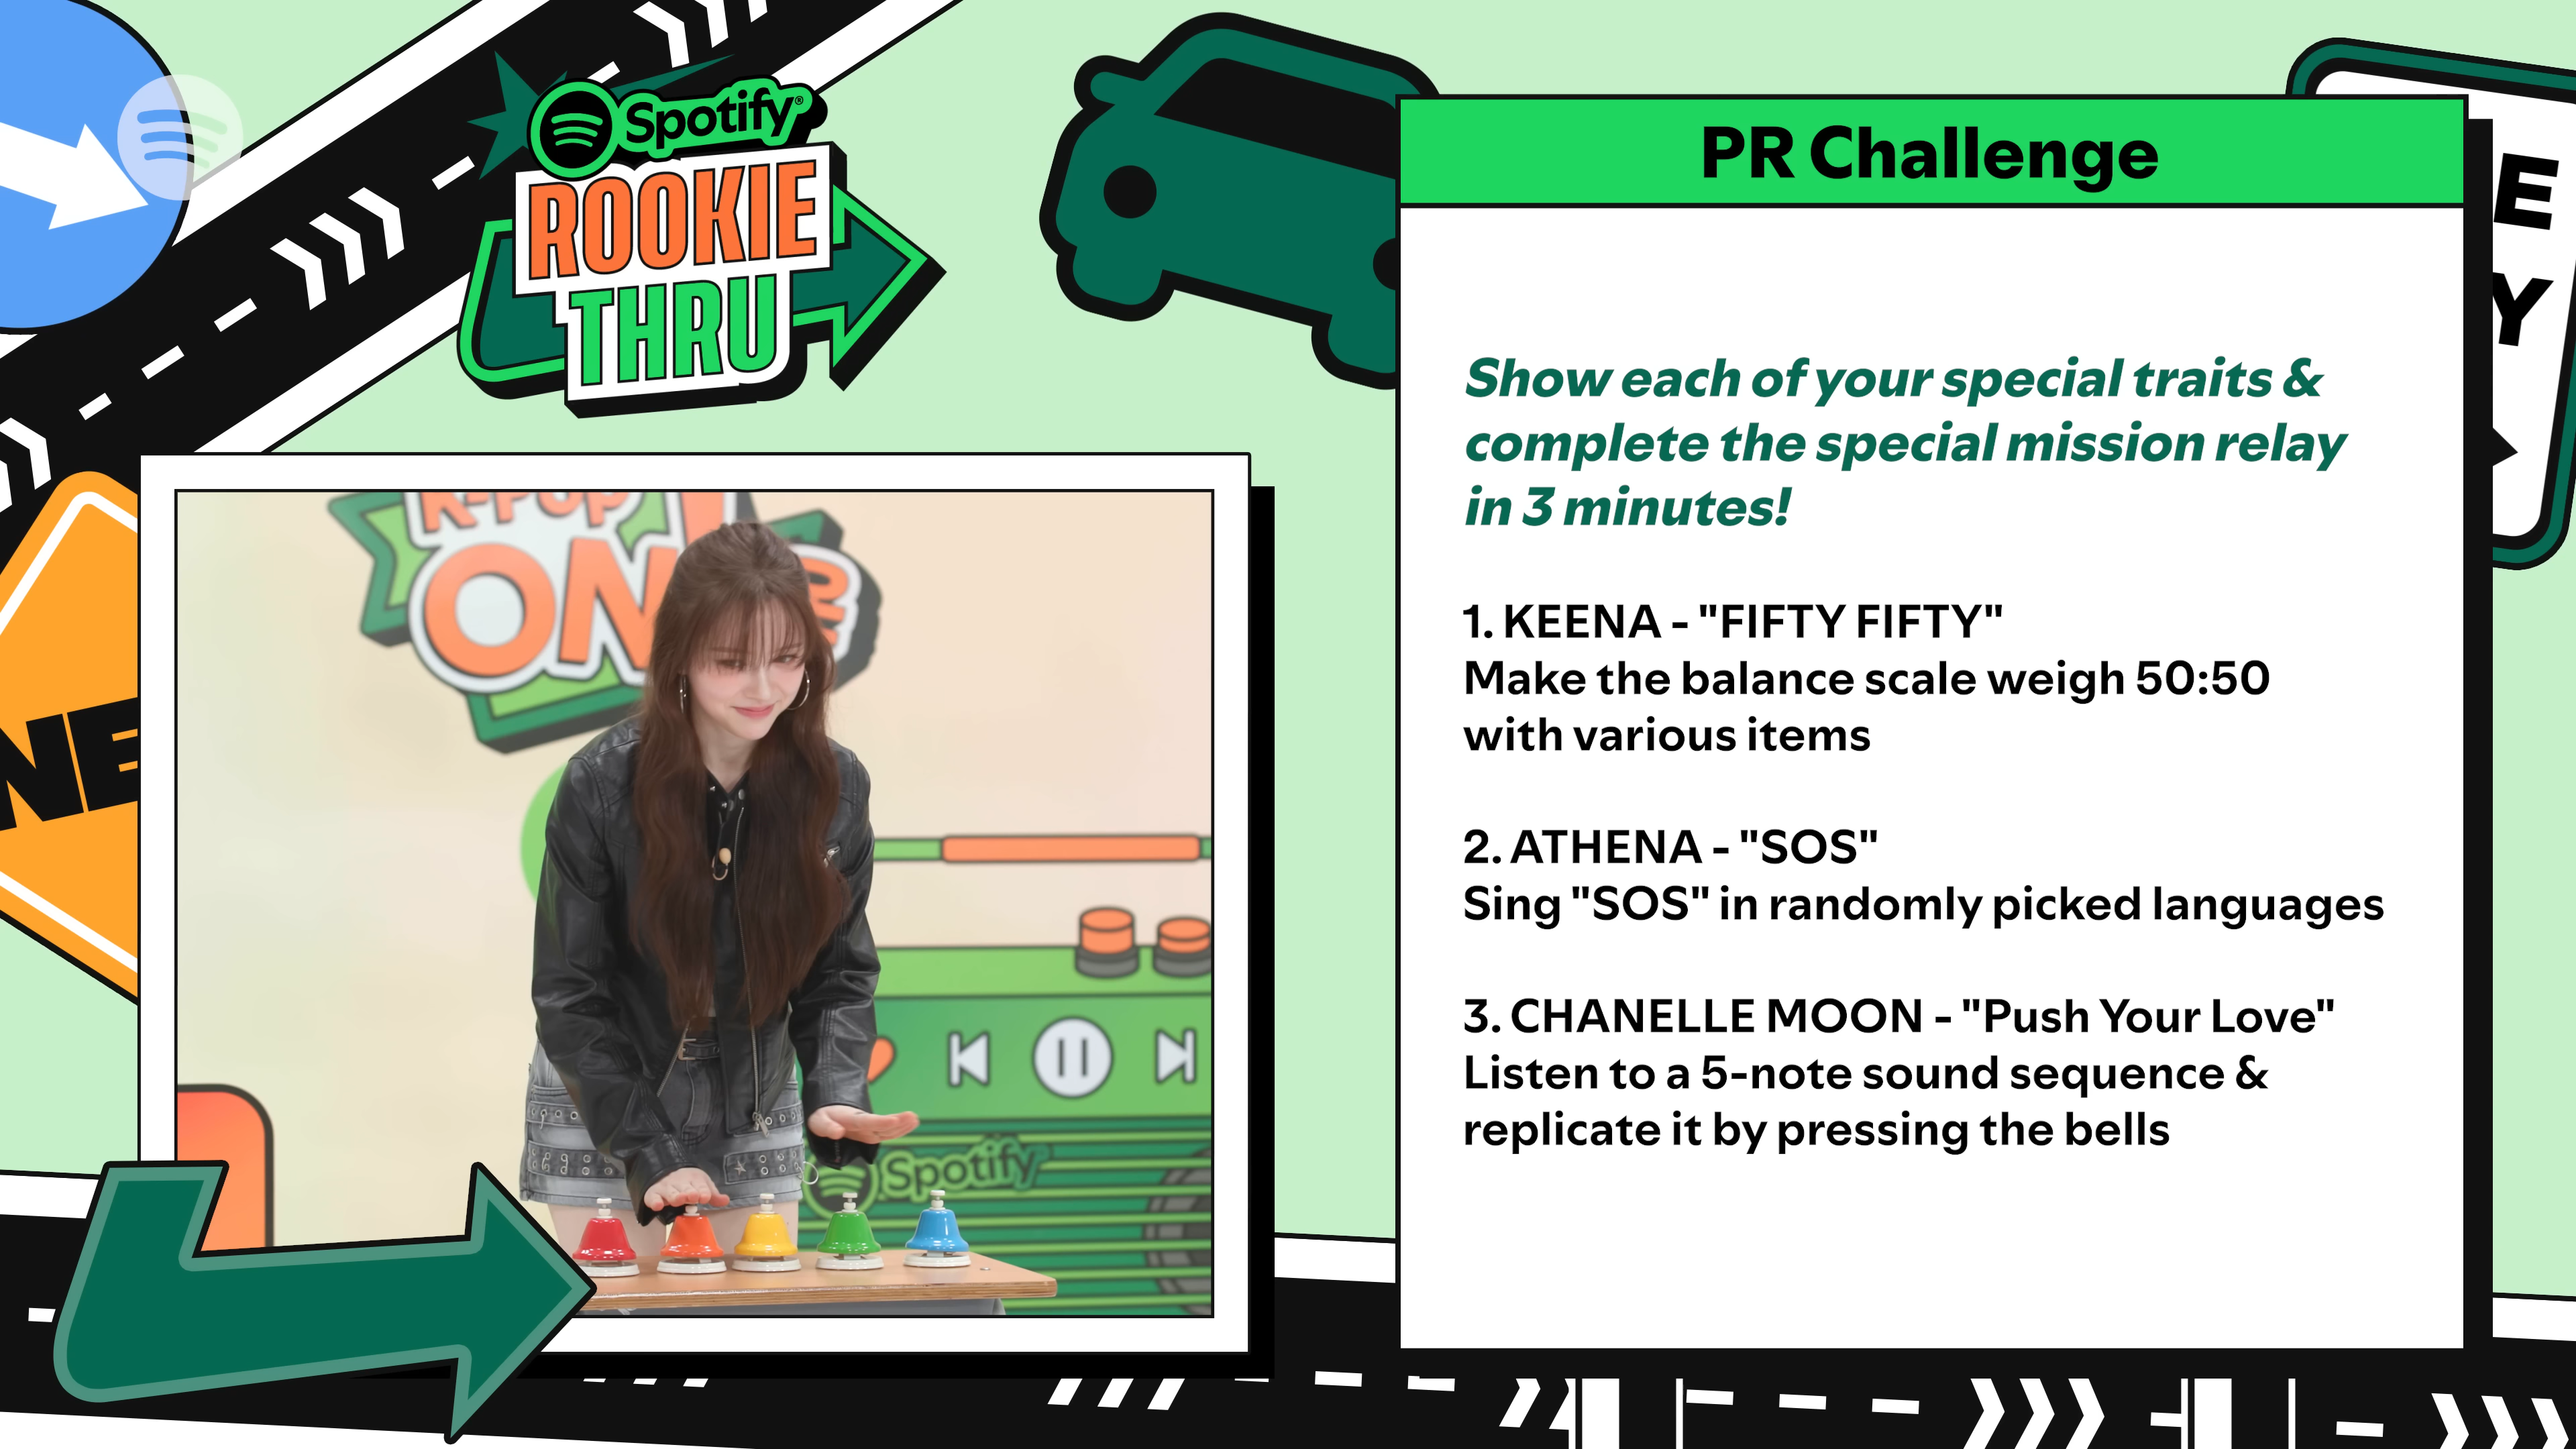 Spotify®
ROOKIE
THRU
PR Challenge
Show each of your special traits &
complete the special mission relay
in 3 minutes!
1. KEENA - "FIFTY FIFTY"
Make the balance scale weigh 50:50
with various items
2. ATHENA - "SOS"
Sing "SOS" in randomly picked languages
3. CHANELLE MOON - "Push Your Love"
Listen to a 5-note sound sequence &
replicate it by pressing the bells
K-Pop
ON!
Spotify
NE
E
Y